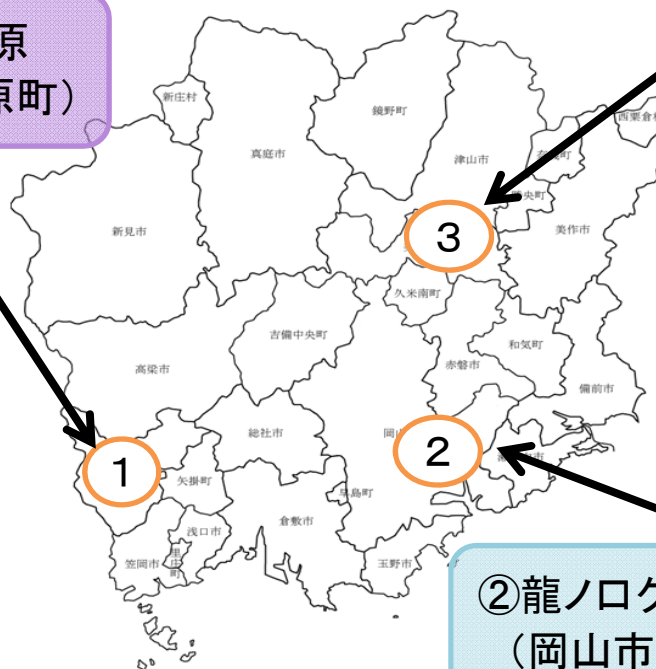 原
原町）
新庄村
鏡野町
西粟倉村
真庭市
津山市
央町
新見市
美作市
3
久米南町
吉備中央町
和気町
高梁市
赤磐市
備前市
総社市
岡山
2
1
矢掛町
早島町
倉敷市
浅口市
里庄町
笠岡市
玉野市
②龍ノ口グ
（岡山市